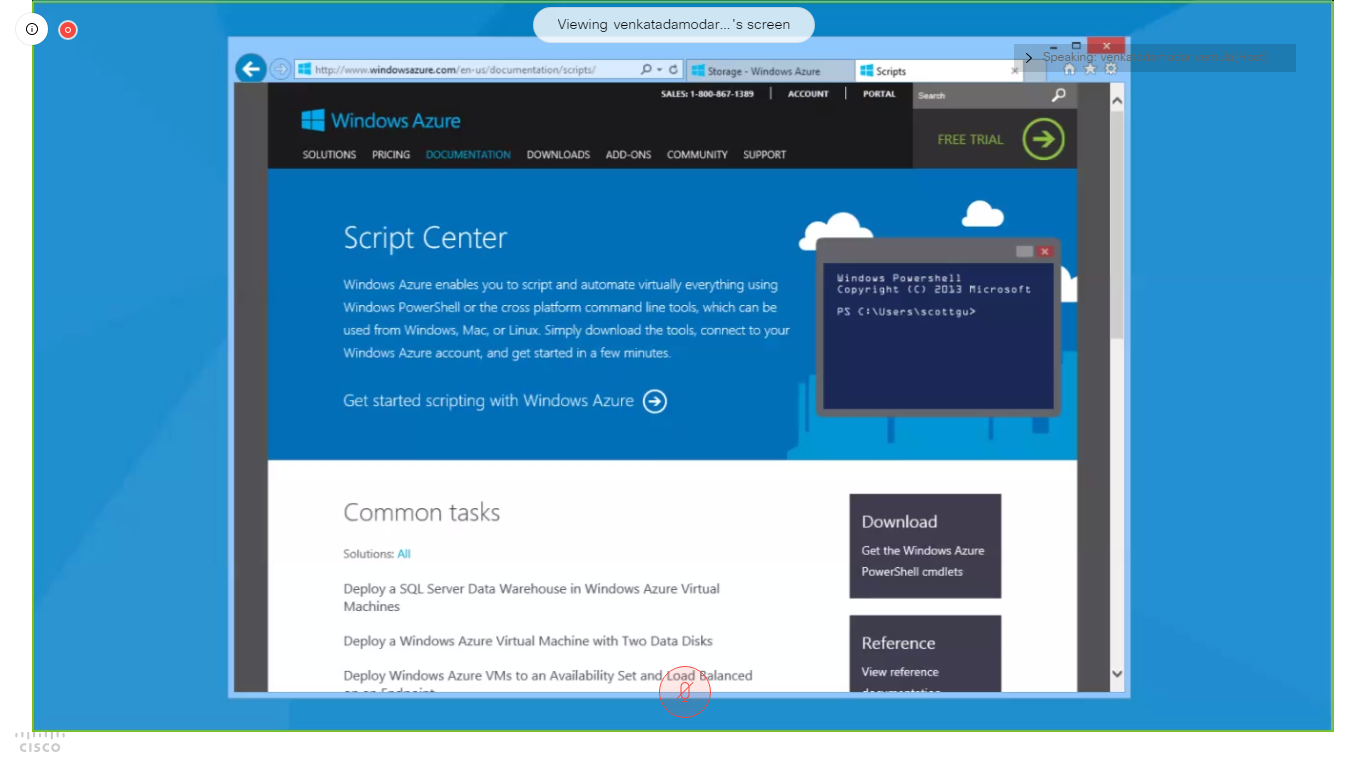 Viewing venkatadamodar...'s screen
http://www.windowsazure.com/en-us/documentation/scripts/
Storage - Windows Azure
Scripts
Speaking:
SALES: 1-800-867-1389 | ACCOUNT | PORTAL
Search
Windows Azure
FREE TRIAL
SOLUTIONS PRICING DOCUMENTATION DOWNLOADS ADD-ONS COMMUNITY SUPPORT
Script Center
Windows Azure enables you to script and automate virtually everything using
Windows PowerShell or the cross platform command line tools, which can be
used from Windows, Mac, or Linux. Simply download the tools, connect to your
Windows Azure account, and get started in a few minutes.
Get started scripting with Windows Azure
Windows Powershell
Copyright (C) 2013 Microsoft
PS C:\Users\scottgu>
Common tasks
Solutions: All
Deploy a SQL Server Data Warehouse in Windows Azure Virtual
Machines
Deploy a Windows Azure Virtual Machine with Two Data Disks
Deploy Windows Azure VMs to an Availability Set and Load Balanced
on an Endpoint
Download
Get the Windows Azure
PowerShell cmdlets
Reference
View reference
documentation
CISCO